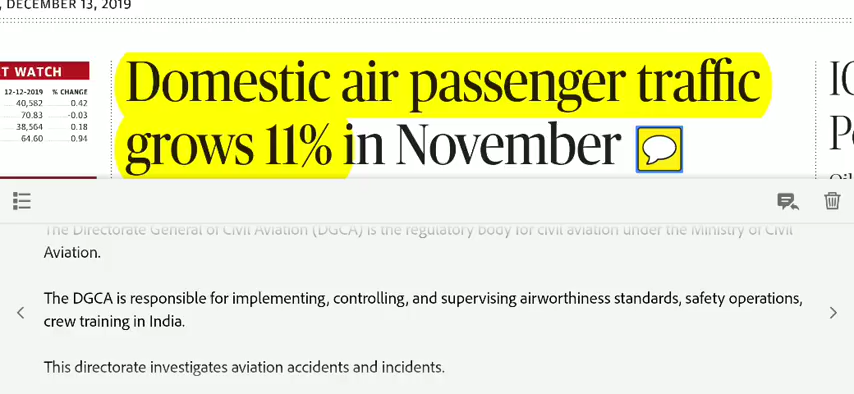 , DECEMBER 13, 2019
T WATCH
12-12-2019 % CHANGE
40,582 0.42
70.83 -0.03
38,564 0.18
64.60 0.94
Domestic air passenger traffic
grows 11% in November
The Directorate General of Civil Aviation (DGCA) is the regulatory body for civil aviation under the Ministry of Civil
Aviation.
The DGCA is responsible for implementing, controlling, and supervising airworthiness standards, safety operations,
crew training in India.
This directorate investigates aviation accidents and incidents.